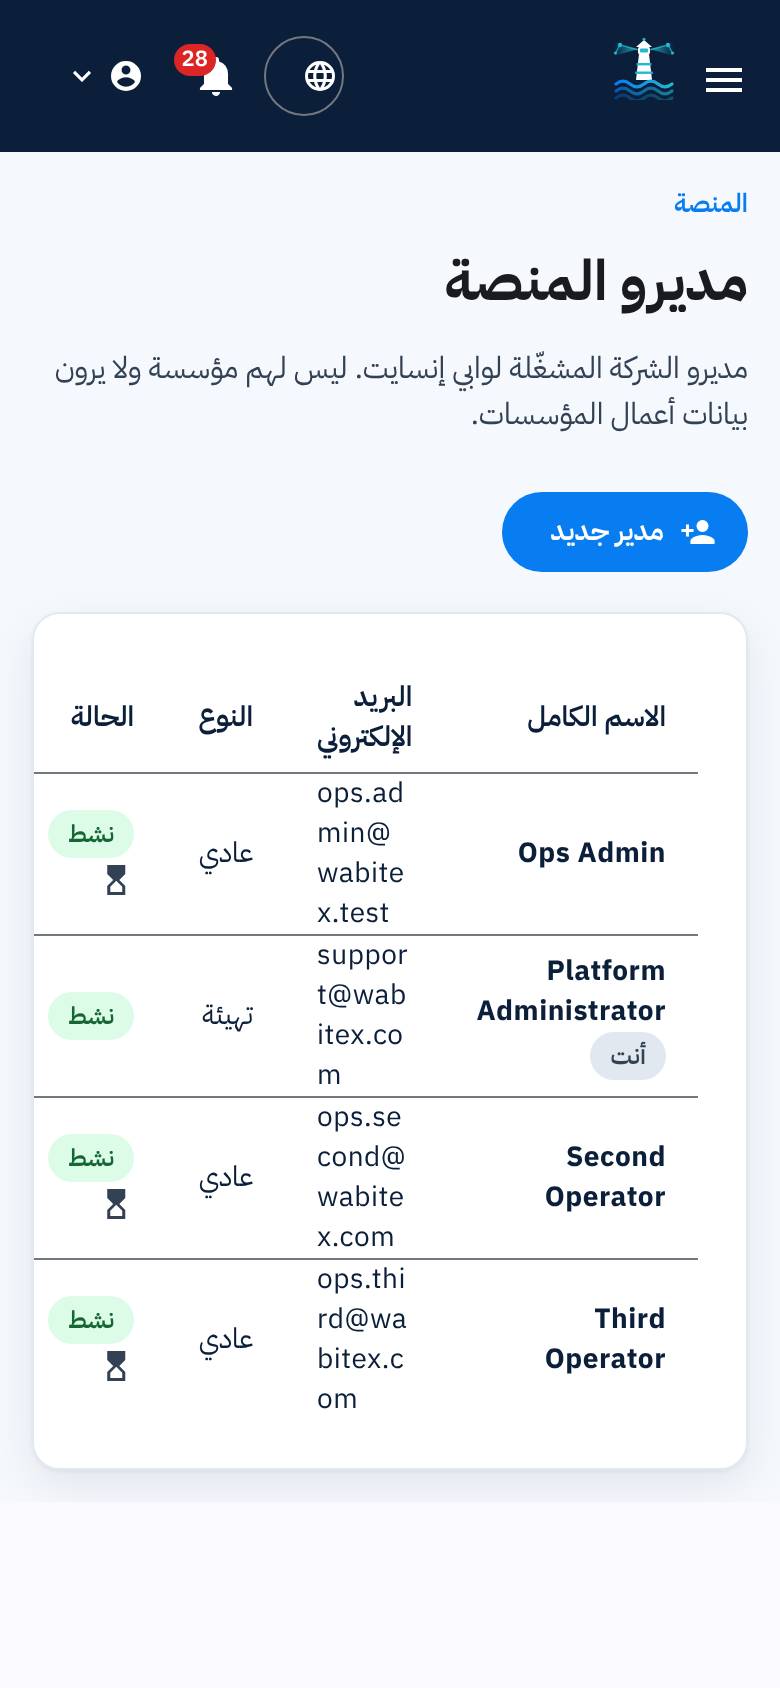 28
المنصة
مديرو المنصة
مديرو الشركة المشغّلة لوابي إنسايت. ليس لهم مؤسسة ولا يرون
بيانات أعمال المؤسسات.
مدير جديد
الاسم الكامل
البريد
الإلكتروني
النوع
الحالة
Ops Admin
ops.ad
min@
wabite
x.test
عادي
نشط
Platform
Administrator
أنت
suppor
t@wab
itex.co
m
تهيئة
نشط
Second
Operator
ops.se
cond@
wabite
x.com
عادي
نشط
Third
Operator
ops.thi
rd@wa
bitex.c
om
عادي
نشط